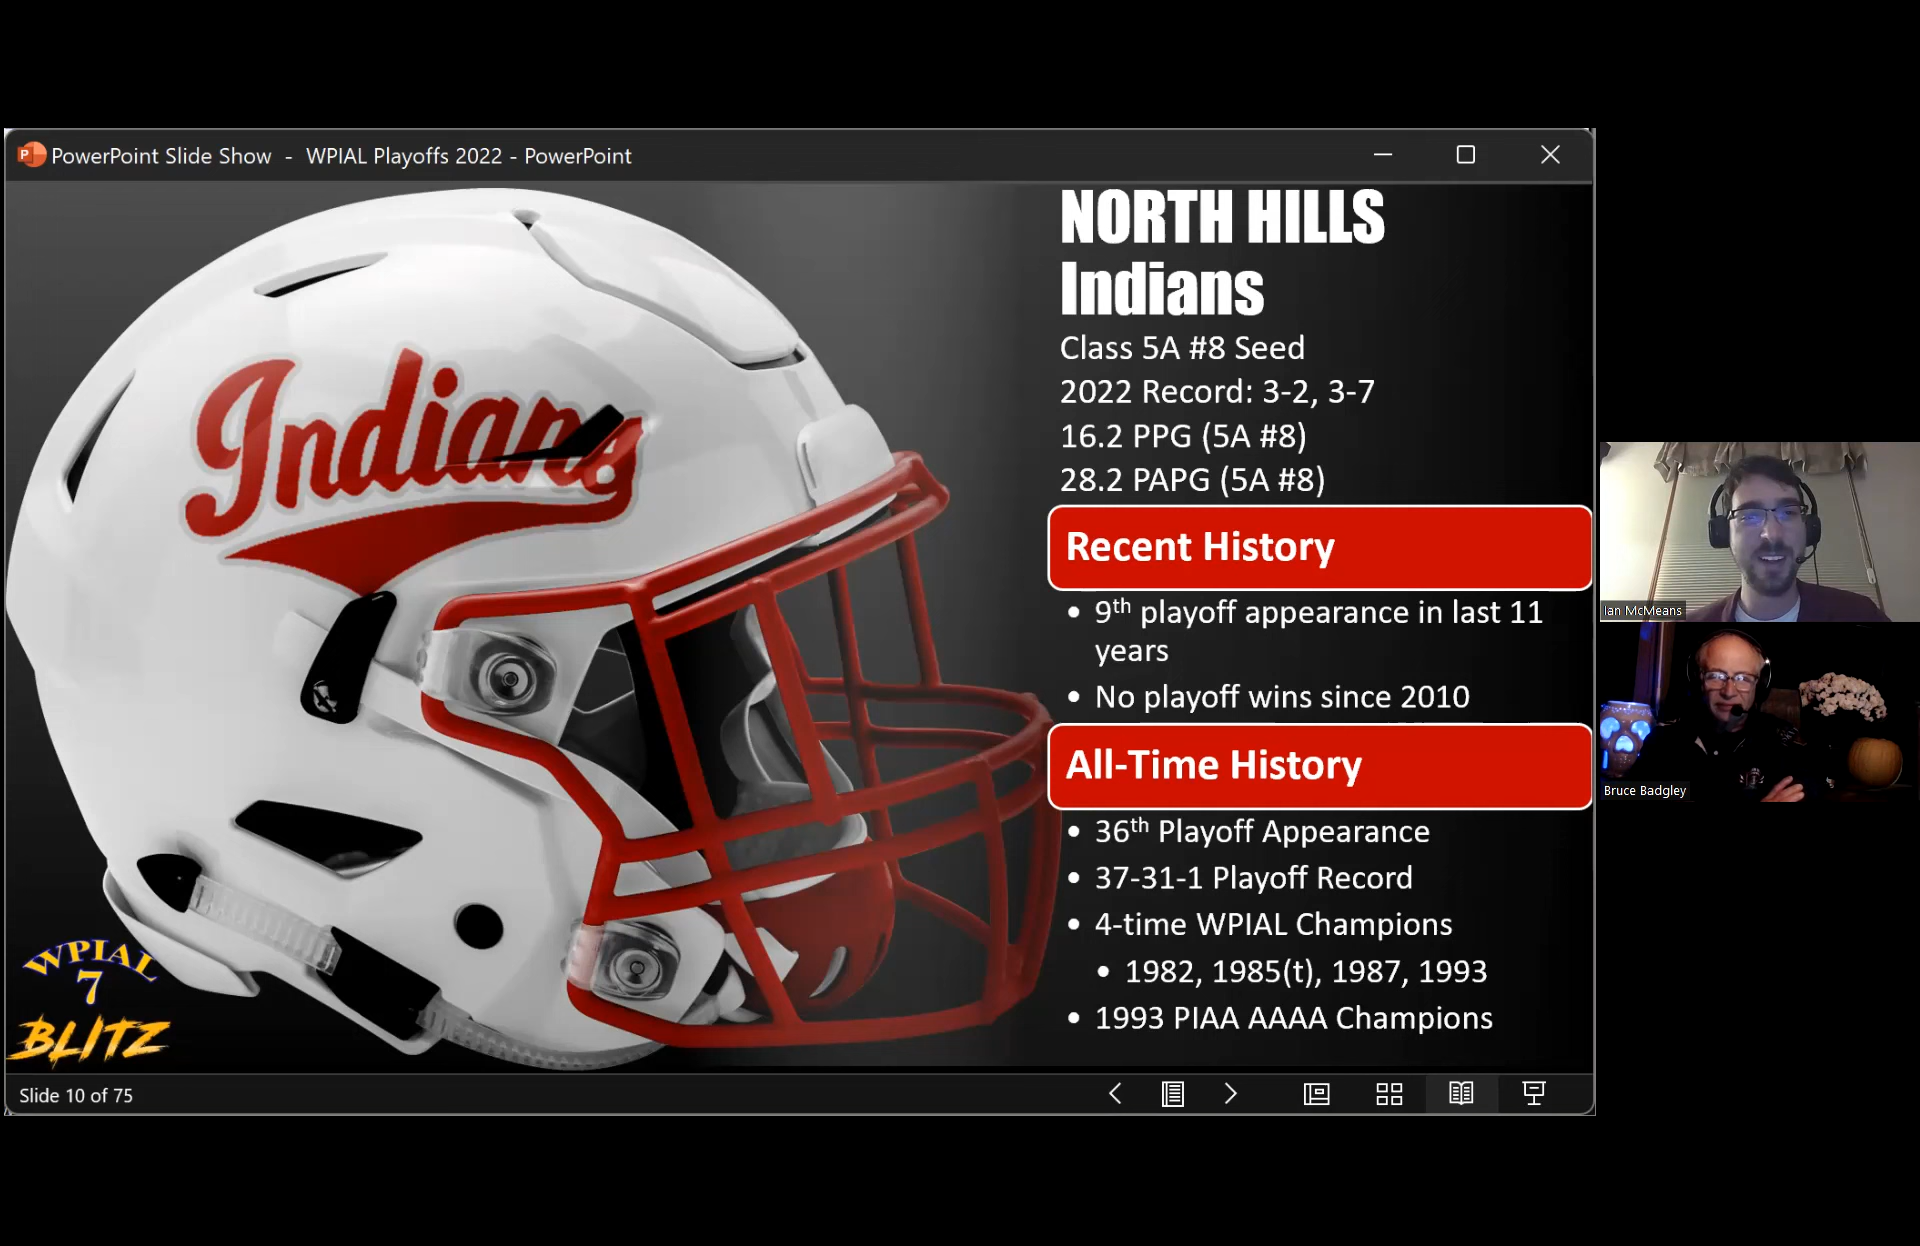 PowerPoint Slide Show - WPIAL Playoffs 2022 - PowerPoint
NORTH HILLS
Indians
Class 5A #8 Seed
2022 Record: 3-2, 3-7
16.2 PPG (5A #8)
28.2 PAPG (5A #8)
Recent History
• 9th playoff appearance in last 11
years
• No playoff wins since 2010
All-Time History
• 36th Playoff Appearance
• 37-31-1 Playoff Record
• 4-time WPIAL Champions
• 1982, 1985(t), 1987, 1993
• 1993 PIAA AAAA Champions
Indians
WPIAL
7
BLITZ
Slide 10 of 75
Ian McMeans
Bruce Badgley